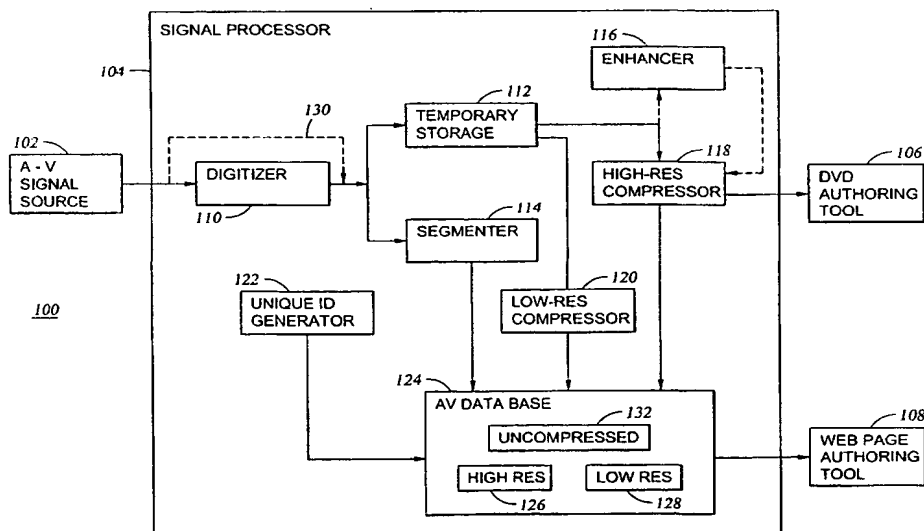 SIGNAL PROCESSOR
104
116
ENHANCER
112
TEMPORARY
STORAGE
130
102
A - V
SIGNAL
SOURCE
DIGITIZER
110
118
HIGH-RES
COMPRESSOR
106
DVD
AUTHORING
TOOL
114
SEGMENTER
122
UNIQUE ID
GENERATOR
120
LOW-RES
COMPRESSOR
100
124
AV DATA BASE
132
UNCOMPRESSED
HIGH RES
126
LOW RES
128
108
WEB PAGE
AUTHORING
TOOL